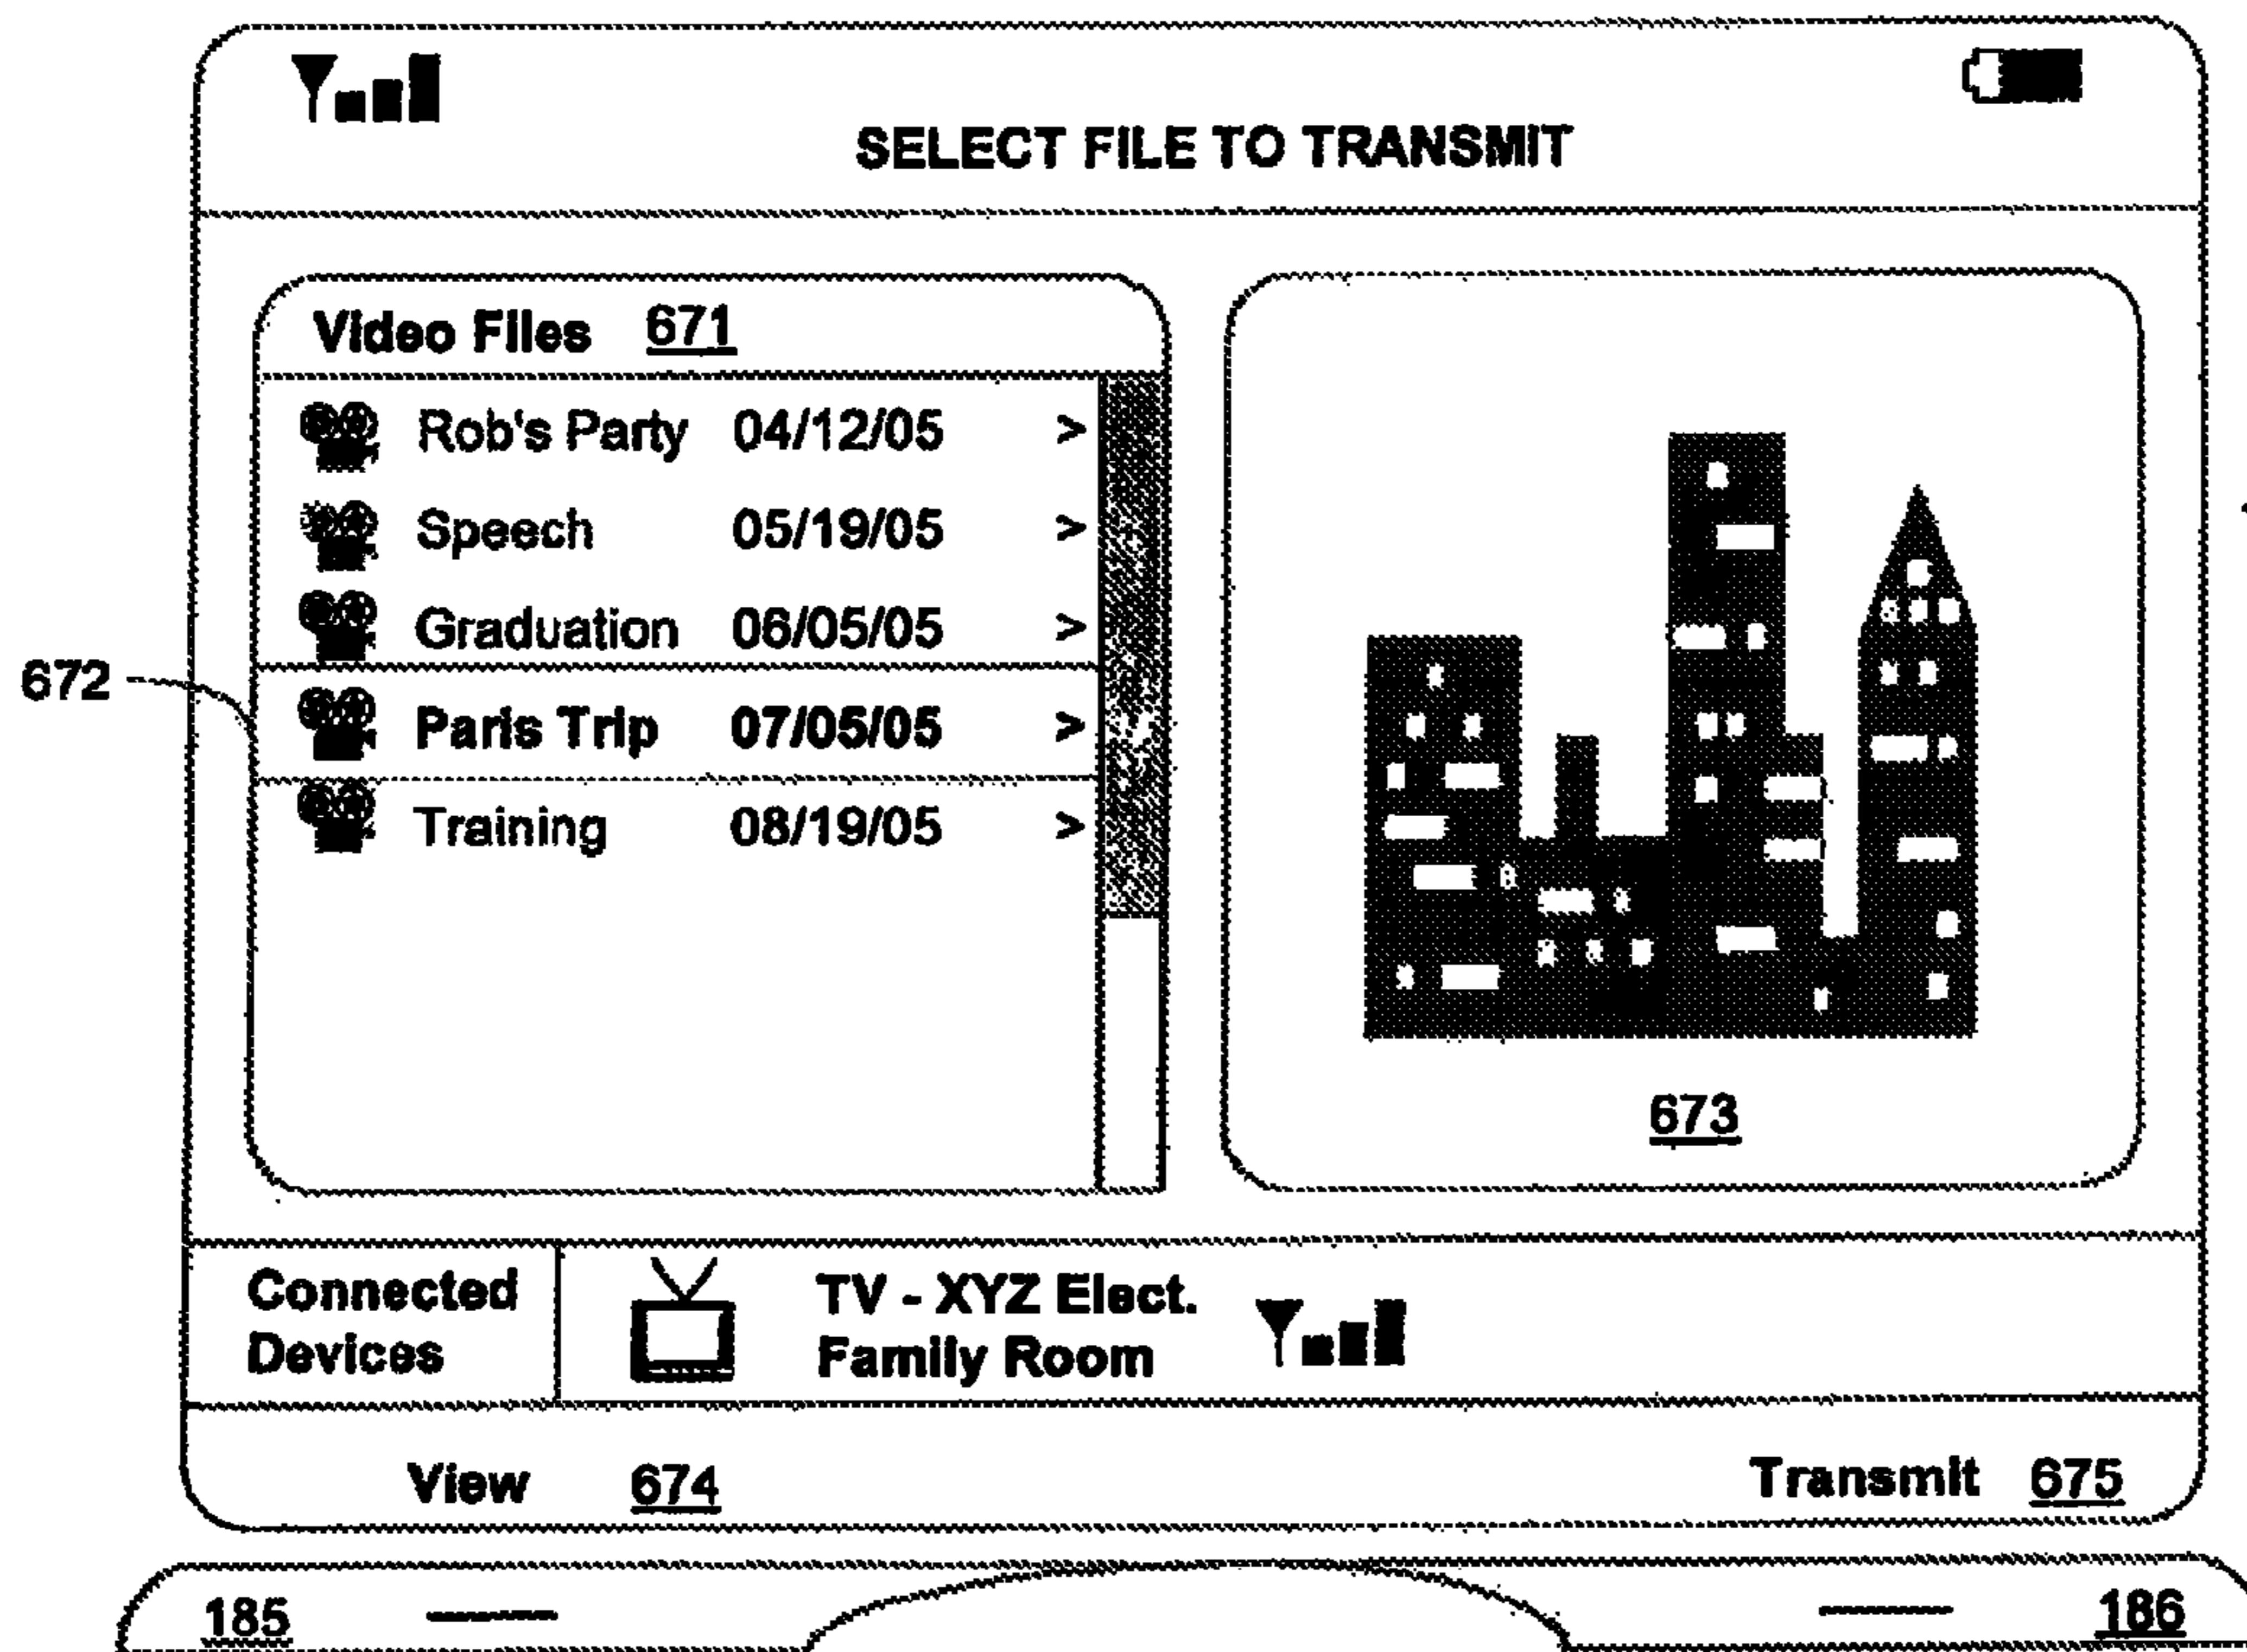 SELECT FILE TO TRANSMIT
Video Files 671
Rob's Party 04/12/05 >
Speech 05/19/05 >
Graduation 06/05/05 >
672
Paris Trip 07/05/05 >
Training 08/19/05 >
673
Connected
Devices
TV - XYZ Elect.
Family Room
View 674
Transmit 675
185
186